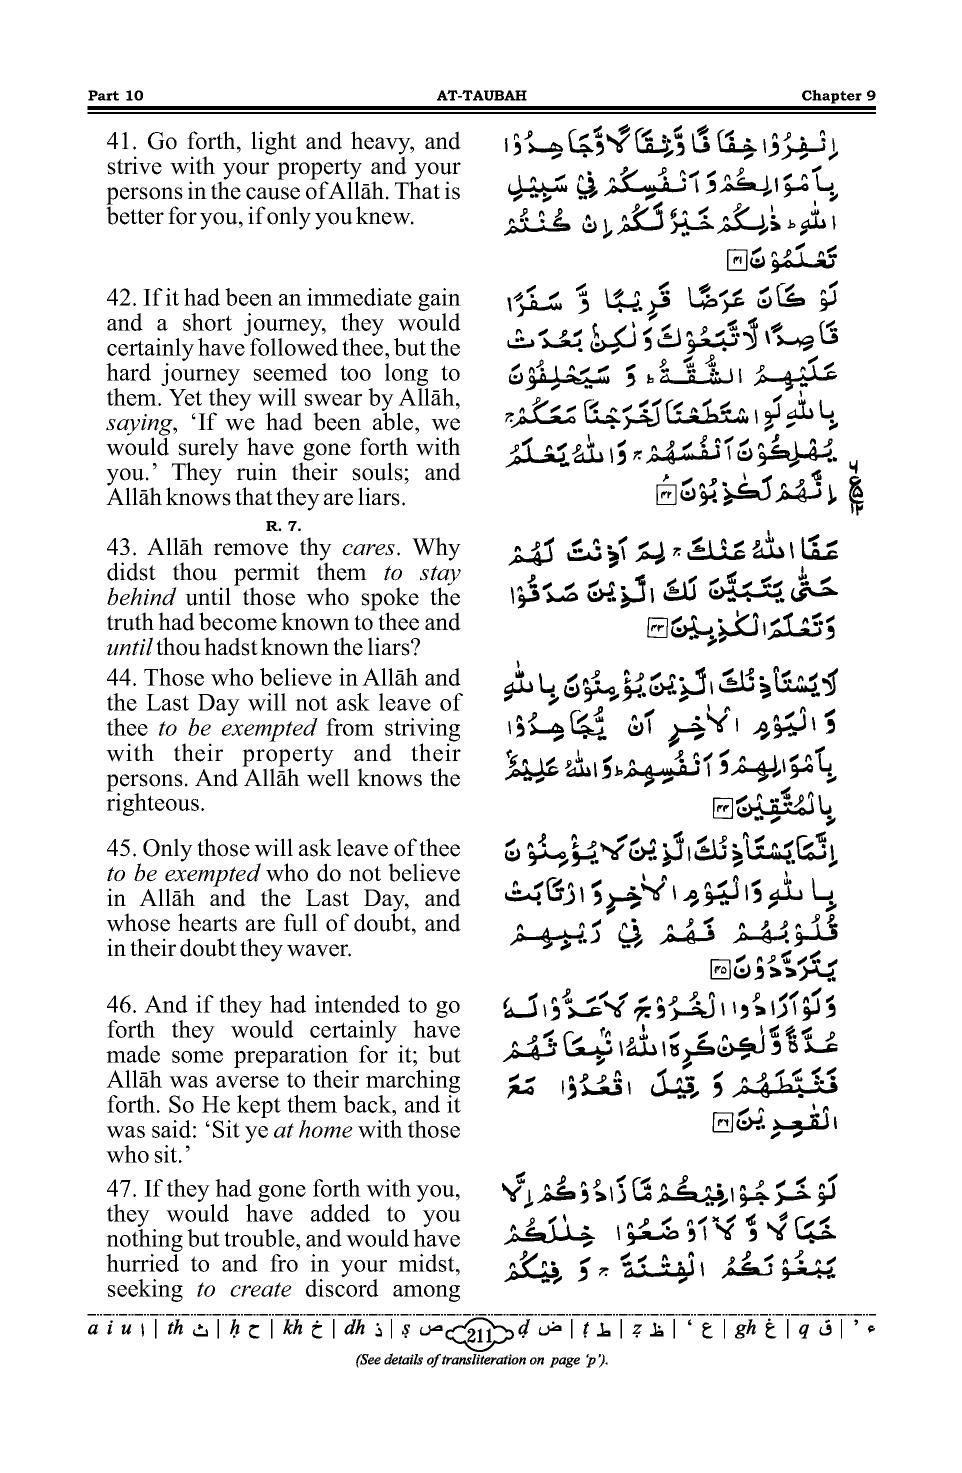 Part 10 AT-TAUBAH Chapter 9
41. Go forth, light and heavy, and
strive with your property and your
persons in the cause of Allāh. That is
better for you, if only you knew.
اِنْفِرُوْا خِفَافًا وَّثِقَالًا وَّجَاهِدُوْا
بِاَمْوَالِكُمْ وَ اَنْفُسِكُمْ فِيْ سَبِيْلِ
اللّٰهِ ؕ ذٰلِكُمْ خَيْرٌ لَّكُمْ اِنْ كُنْتُمْ
تَعْلَمُوْنَ ﴿۴۱﴾
42. If it had been an immediate gain
and a short journey, they would
certainly have followed thee, but the
hard journey seemed too long to
them. Yet they will swear by Allāh,
saying, ‘If we had been able, we
would surely have gone forth with
you.’ They ruin their souls; and
Allāh knows that they are liars.
لَوْ كَانَ عَرَضًا قَرِيْبًا وَّ سَفَرًا
قَاصِدًا لَّاتَّبَعُوْكَ وَ لٰكِنْۢ بَعُدَتْ
عَلَيْهِمُ الشُّقَّةُ ؕ وَ سَيَحْلِفُوْنَ
بِاللّٰهِ لَوِ اسْتَطَعْنَا لَخَرَجْنَا مَعَكُمْ ۚ
يُهْلِكُوْنَ اَنْفُسَهُمْ ۚ وَ اللّٰهُ يَعْلَمُ
اِنَّهُمْ لَكٰذِبُوْنَ ﴿۴۲﴾
R. 7.
43. Allāh remove thy cares. Why
didst thou permit them to stay
behind until those who spoke the
truth had become known to thee and
until thou hadst known the liars?
عَفَا اللّٰهُ عَنْكَ ۚ لِمَ اَذِنْتَ لَهُمْ
حَتّٰى يَتَبَيَّنَ لَكَ الَّذِيْنَ صَدَقُوْا
وَ تَعْلَمَ الْكٰذِبِيْنَ ﴿۴۳﴾
44. Those who believe in Allāh and
the Last Day will not ask leave of
thee to be exempted from striving
with their property and their
persons. And Allāh well knows the
righteous.
لَا يَسْتَاْذِنُكَ الَّذِيْنَ يُؤْمِنُوْنَ بِاللّٰهِ
وَ الْيَوْمِ الْاٰخِرِ اَنْ يُّجَاهِدُوْا
بِاَمْوَالِهِمْ وَ اَنْفُسِهِمْ ؕ وَ اللّٰهُ عَلِيْمٌۢ
بِالْمُتَّقِيْنَ ﴿۴۴﴾
45. Only those will ask leave of thee
to be exempted who do not believe
in Allāh and the Last Day, and
whose hearts are full of doubt, and
in their doubt they waver.
اِنَّمَا يَسْتَاْذِنُكَ الَّذِيْنَ لَا يُؤْمِنُوْنَ
بِاللّٰهِ وَ الْيَوْمِ الْاٰخِرِ وَ ارْتَابَتْ
قُلُوْبُهُمْ فَهُمْ فِيْ رَيْبِهِمْ
يَتَرَدَّدُوْنَ ﴿۴۵﴾
46. And if they had intended to go
forth they would certainly have
made some preparation for it; but
Allāh was averse to their marching
forth. So He kept them back, and it
was said: ‘Sit ye at home with those
who sit.’
وَ لَوْ اَرَادُوا الْخُرُوْجَ لَاَعَدُّوْا لَهٗ
عُدَّةً وَّ لٰكِنْ كَرِهَ اللّٰهُ انْۢبِعَاثَهُمْ
فَثَبَّطَهُمْ وَ قِيْلَ اقْعُدُوْا مَعَ
الْقٰعِدِيْنَ ﴿۴۶﴾
47. If they had gone forth with you,
they would have added to you
nothing but trouble, and would have
hurried to and fro in your midst,
seeking to create discord among
لَوْ خَرَجُوْا فِيْكُمْ مَّا زَادُوْكُمْ اِلَّا
خَبَالًا وَّ لَا۠اَوْضَعُوْا خِلٰلَكُمْ
يَبْغُوْنَكُمُ الْفِتْنَةَ ۚ وَ فِيْكُمْ
a i u ا | th ث | ḥ ح | kh خ | dh ذ | ṣ ص 211 ḍ ض | ṭ ط | ẓ ظ | ‘ ع | gh غ | q ق | ’ ء
(See details of transliteration on page ‘p’).